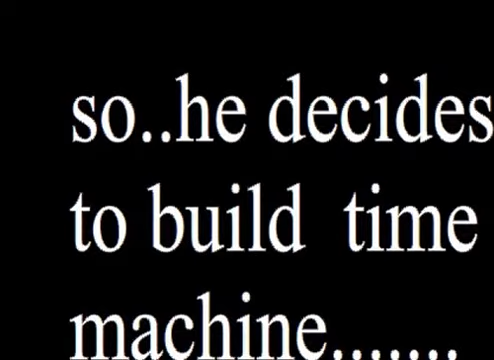 so..he decides
to build  time
machine.......